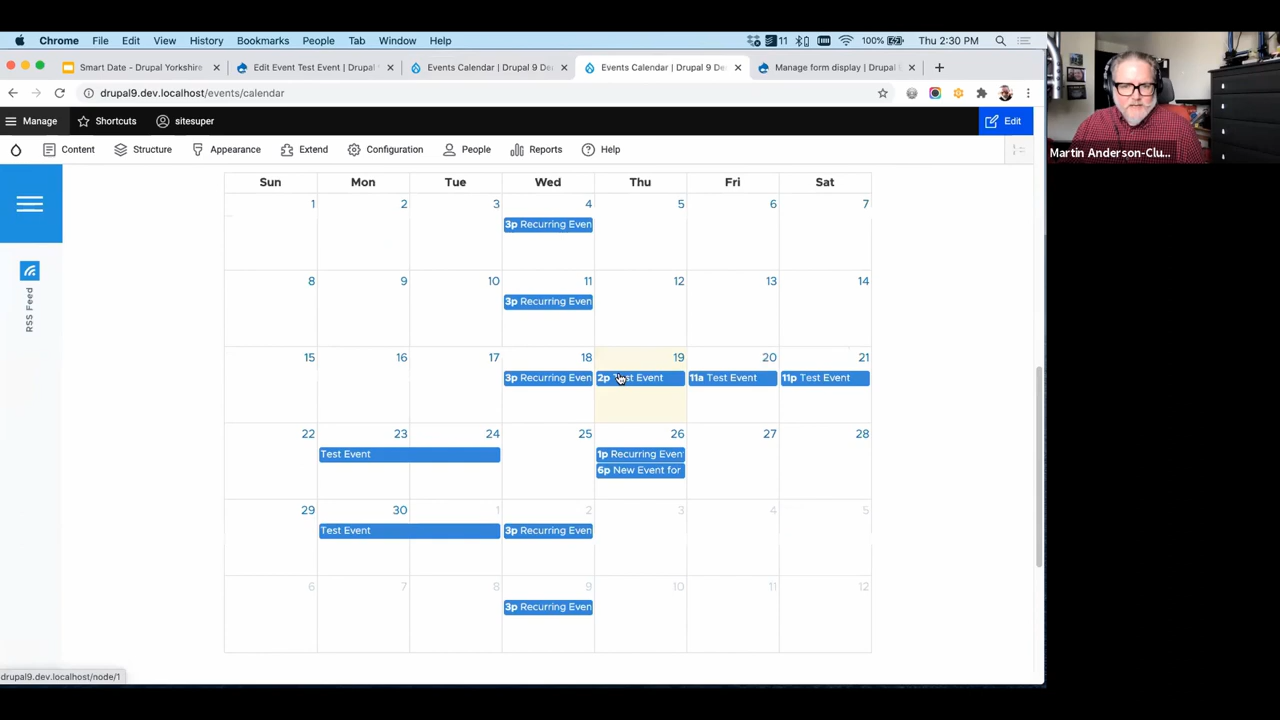 Chrome File Edit View History Bookmarks People Tab Window Help 11 100% Thu 2:30 PM
Smart Date - Drupal Yorkshire Edit Event Test Event | Drupal Events Calendar | Drupal 9 De Events Calendar | Drupal 9 De Manage form display | Drupal
drupal9.dev.localhost/events/calendar
Manage Shortcuts sitesuper Edit
Content Structure Appearance Extend Configuration People Reports Help
Martin Anderson-Clu...
Sun Mon Tue Wed Thu Fri Sat
1 2 3 4 5 6 7
3p Recurring Even
RSS Feed
8 9 10 11 12 13 14
3p Recurring Even
15 16 17 18 19 20 21
3p Recurring Even 2p Test Event 11a Test Event 11p Test Event
22 23 24 25 26 27 28
Test Event 1p Recurring Even
6p New Event for
29 30 1 2 3 4 5
Test Event 3p Recurring Even
6 7 8 9 10 11 12
3p Recurring Even
drupal9.dev.localhost/node/1